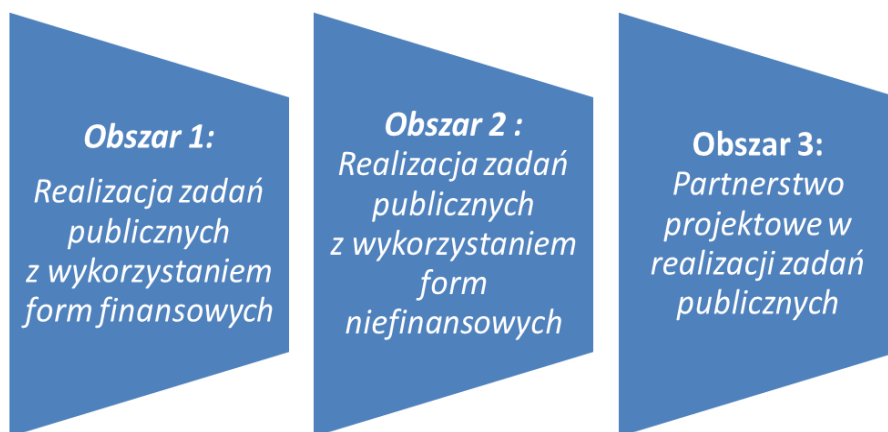 Obszar 1:
Realizacja zadań
publicznych
z wykorzystaniem
form finansowych
Obszar 2 :
Realizacja zadań
publicznych
z wykorzystaniem
form
niefinansowych
Obszar 3:
Partnerstwo
projektowe w
realizacji zadań
publicznych